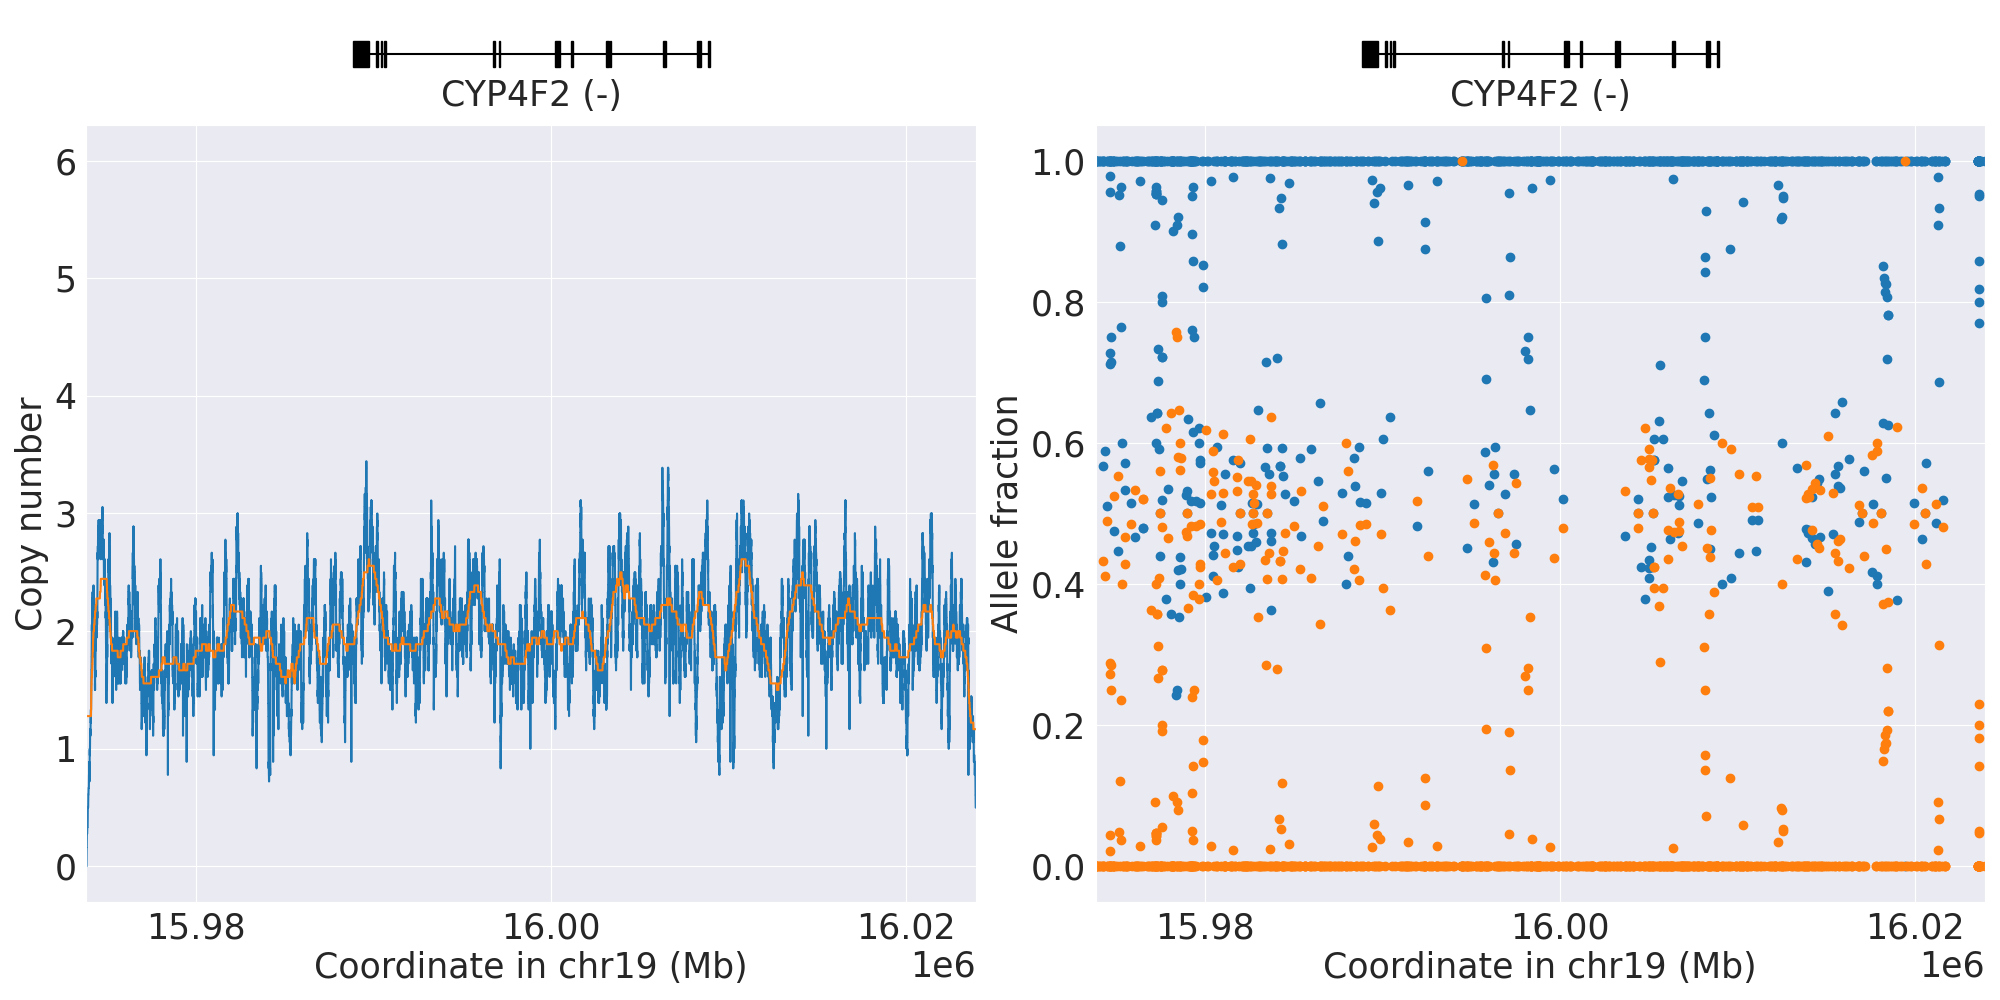 CYP4F2 (-)
6
5
4
3
2
1
0
Copy number
15.98
16.00
16.02
Coordinate in chr19 (Mb)
1e6
CYP4F2 (-)
1.0
0.8
0.6
0.4
0.2
0.0
Allele fraction
15.98
16.00
16.02
Coordinate in chr19 (Mb)
1e6